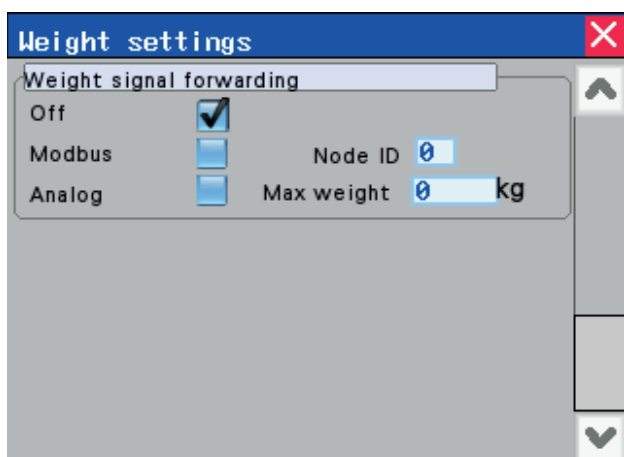 Weight settings
Weight signal forwarding
Off
Modbus Node ID 0
Analog Max weight 0 kg